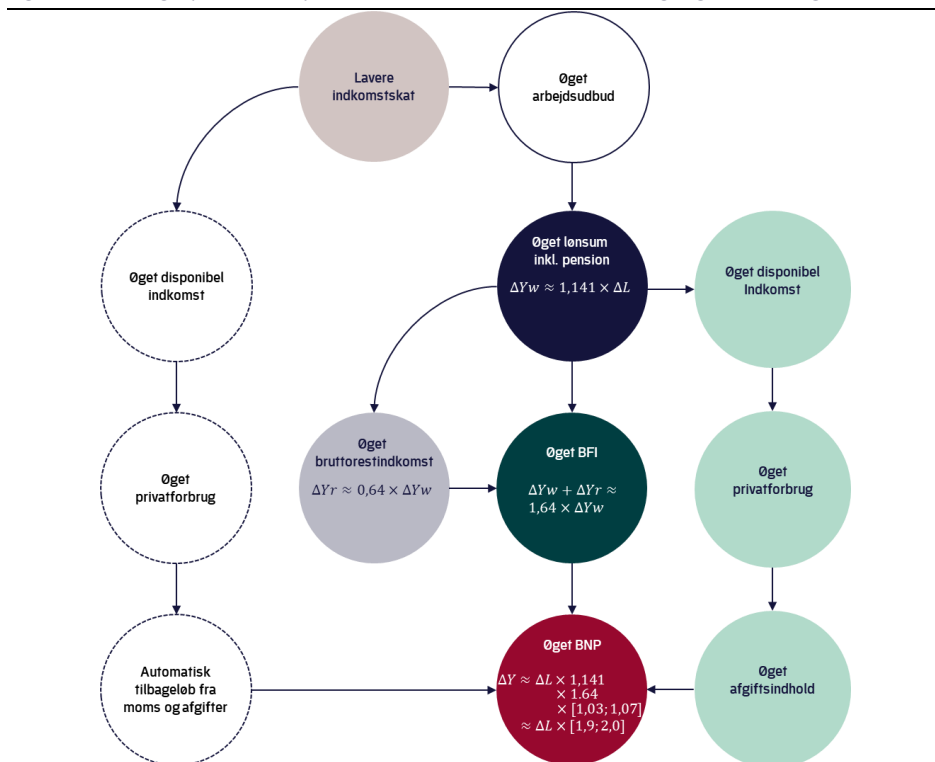 Lavere
indkomstskat
Øget
arbejdsudbud
Øget disponibel
indkomst
Øget lønsum
inkl. pension
ΔYw ≈ 1,141 × ΔL
Øget disponibel
Indkomst
Øget
privatforbrug
Øget
bruttorestindkomst
ΔYr ≈ 0,64 × ΔYw
Øget BFI
ΔYw + ΔYr ≈
1,64 × ΔYw
Øget
privatforbrug
Automatisk
tilbageløb fra
moms og afgifter
Øget BNP
ΔY ≈ ΔL × 1,141
× 1.64
× [1,03; 1,07]
≈ ΔL × [1,9; 2,0]
Øget
afgiftsindhold